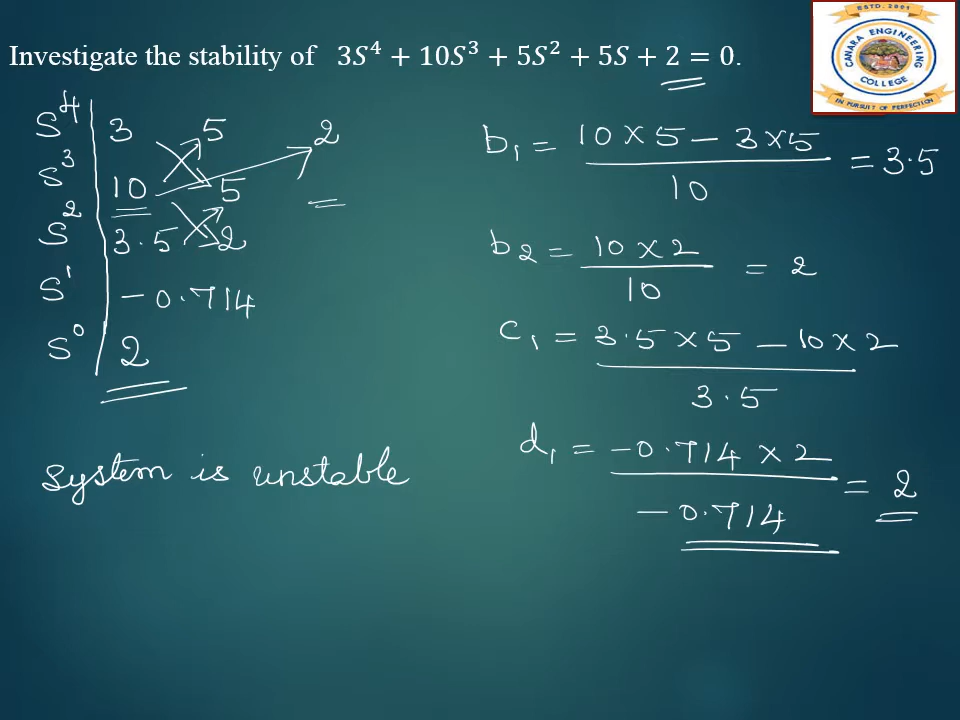 Investigate the stability of 3S⁴ + 10S³ + 5S² + 5S + 2 = 0.
ESTD. 2001
CANARA ENGINEERING
COLLEGE
IN PURSUIT OF PERFECTION
S⁴ | 3 5 2
S³ | 10 5
S² | 3.5 2
S¹ | -0.714
S⁰ | 2
System is unstable
b₁ = (10 × 5 - 3 × 5) / 10 = 3.5
b₂ = (10 × 2) / 10 = 2
c₁ = (3.5 × 5 - 10 × 2) / 3.5
d₁ = (-0.714 × 2) / -0.714 = 2